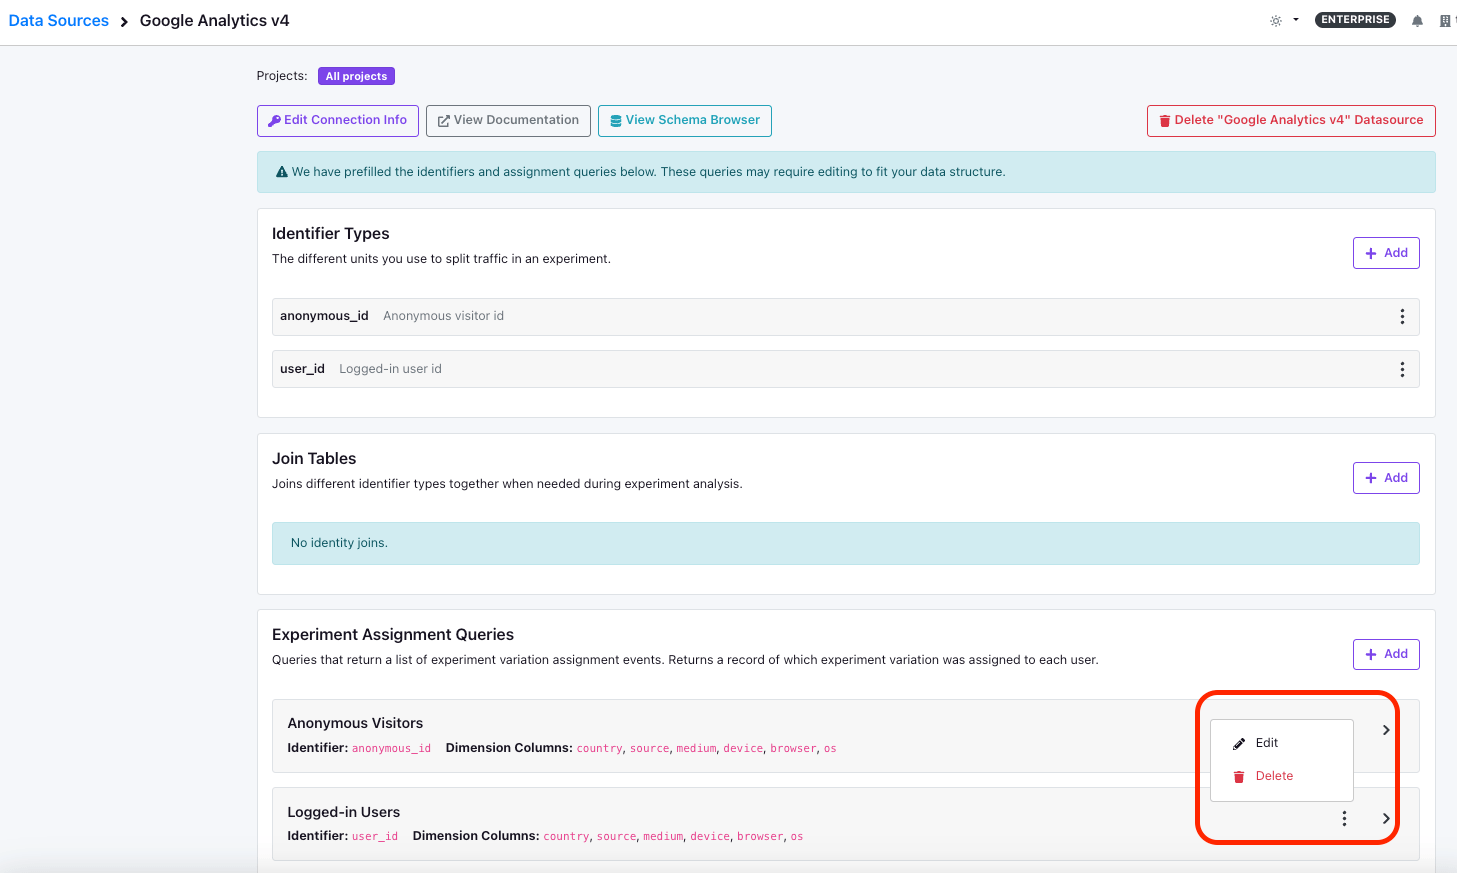 Data Sources > Google Analytics v4 ENTERPRISE
Projects: All projects
Edit Connection Info View Documentation View Schema Browser Delete "Google Analytics v4" Datasource
We have prefilled the identifiers and assignment queries below. These queries may require editing to fit your data structure.
Identifier Types
The different units you use to split traffic in an experiment.
+ Add
anonymous_id Anonymous visitor id
user_id Logged-in user id
Join Tables
Joins different identifier types together when needed during experiment analysis.
+ Add
No identity joins.
Experiment Assignment Queries
Queries that return a list of experiment variation assignment events. Returns a record of which experiment variation was assigned to each user.
+ Add
Anonymous Visitors
Identifier: anonymous_id Dimension Columns: country, source, medium, device, browser, os
Edit
Delete
Logged-in Users
Identifier: user_id Dimension Columns: country, source, medium, device, browser, os